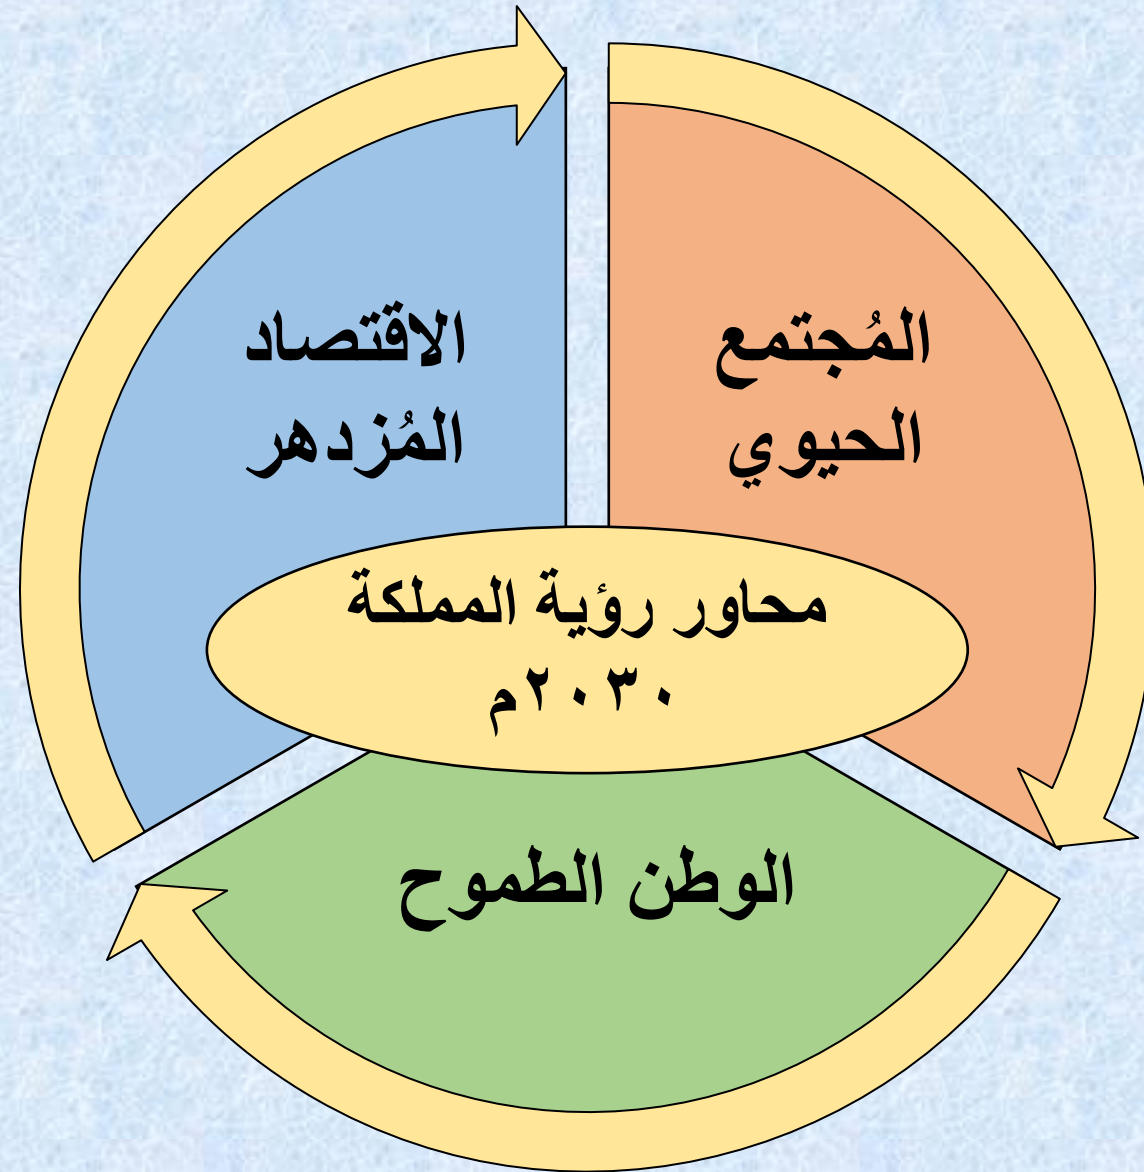 المُجتمع
الحيوي
الاقتصاد
المُزدهر
محاور رؤية المملكة
٢٠٣٠م
الوطن الطموح